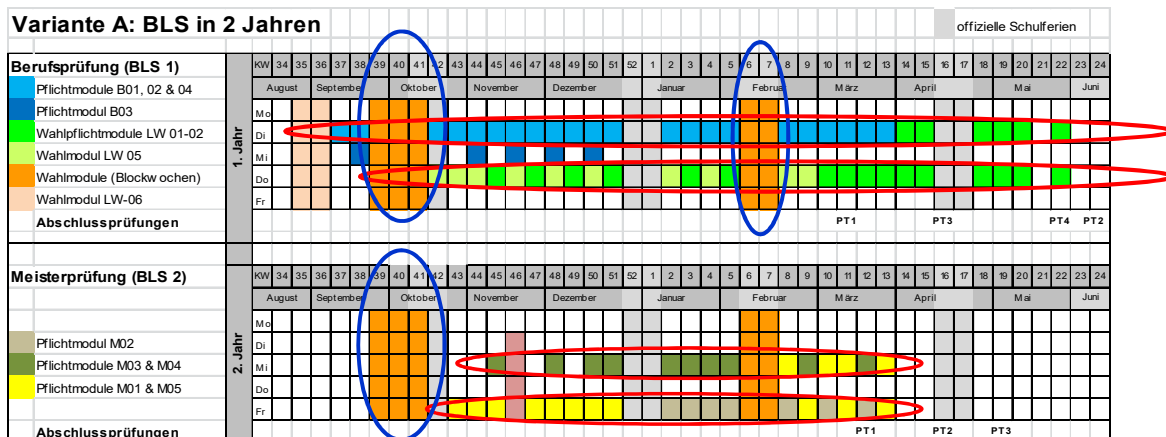 Variante A: BLS in 2 Jahren
offizielle Schulferien
Berufsprüfung (BLS 1)
1. Jahr
KW 34 35 36 37 38 39 40 41 42 43 44 45 46 47 48 49 50 51 52 1 2 3 4 5 6 7 8 9 10 11 12 13 14 15 16 17 18 19 20 21 22 23 24
Pflichtmodule B01, 02 & 04
August September Oktober November Dezember Januar Februar März April Mai Juni
Pflichtmodul B03
Mo
Wahlpflichtmodule LW 01-02
Di
Wahlmodul LW 05
Mi
Wahlmodule (Blockwochen)
Do
Wahlmodul LW-06
Fr
Abschlussprüfungen
PT1 PT3 PT4 PT2
Meisterprüfung (BLS 2)
2. Jahr
KW 34 35 36 37 38 39 40 41 42 43 44 45 46 47 48 49 50 51 52 1 2 3 4 5 6 7 8 9 10 11 12 13 14 15 16 17 18 19 20 21 22 23 24
August September Oktober November Dezember Januar Februar März April Mai Juni
Mo
Pflichtmodul M02
Di
Pflichtmodule M03 & M04
Mi
Pflichtmodule M01 & M05
Do
Fr
Abschlussprüfungen
PT1 PT2 PT3